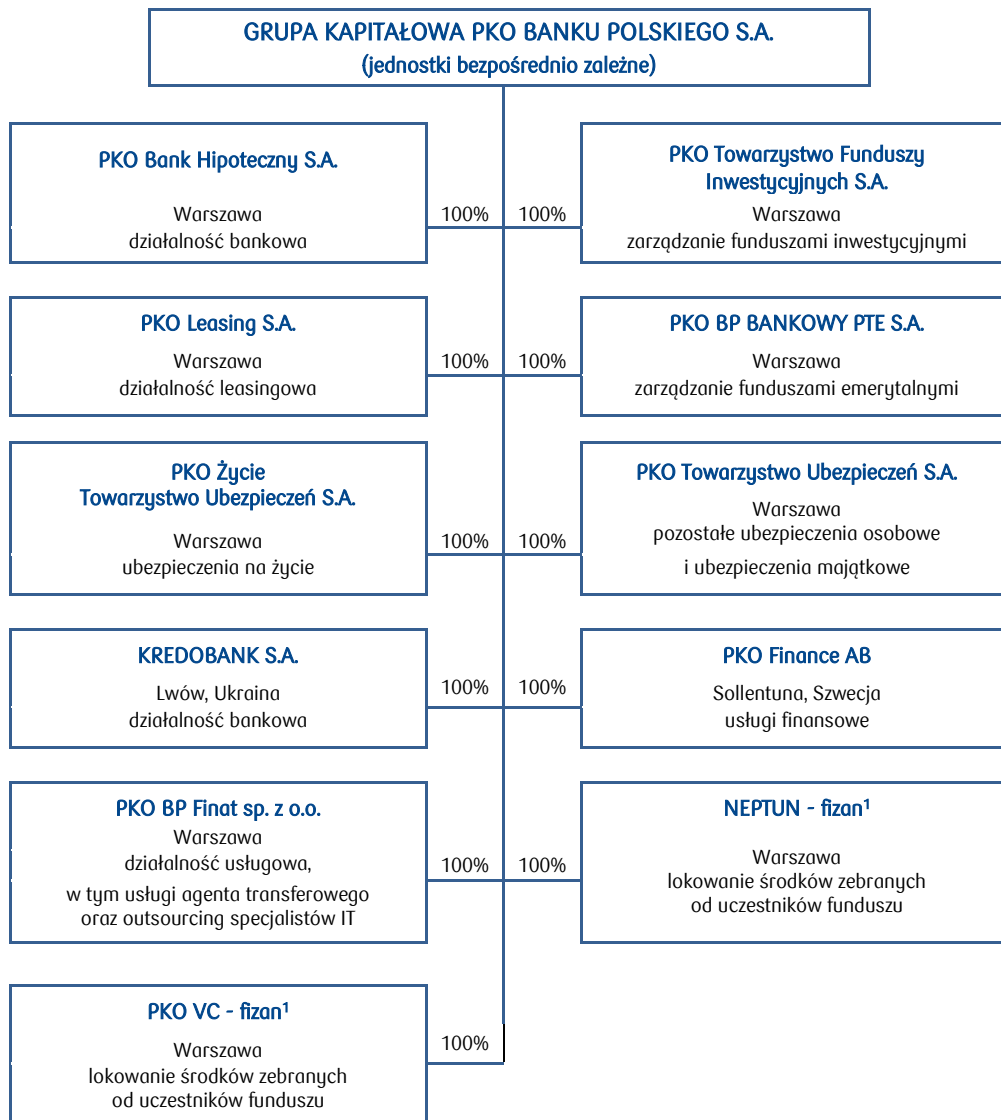 GRUPA KAPITAŁOWA PKO BANKU POLSKIEGO S.A.
(jednostki bezpośrednio zależne)
PKO Bank Hipoteczny S.A.
Warszawa
działalność bankowa
100%
100%
PKO Towarzystwo Funduszy
Inwestycyjnych S.A.
Warszawa
zarządzanie funduszami inwestycyjnymi
PKO Leasing S.A.
Warszawa
działalność leasingowa
100%
100%
PKO BP BANKOWY PTE S.A.
Warszawa
zarządzanie funduszami emerytalnymi
PKO Życie
Towarzystwo Ubezpieczeń S.A.
Warszawa
ubezpieczenia na życie
100%
100%
PKO Towarzystwo Ubezpieczeń S.A.
Warszawa
pozostałe ubezpieczenia osobowe
i ubezpieczenia majątkowe
KREDOBANK S.A.
Lwów, Ukraina
działalność bankowa
100%
100%
PKO Finance AB
Sollentuna, Szwecja
usługi finansowe
PKO BP Finat sp. z o.o.
Warszawa
działalność usługowa,
w tym usługi agenta transferowego
oraz outsourcing specjalistów IT
100%
100%
NEPTUN - fizan¹
Warszawa
lokowanie środków zebranych
od uczestników funduszu
PKO VC - fizan¹
Warszawa
lokowanie środków zebranych
od uczestników funduszu
100%